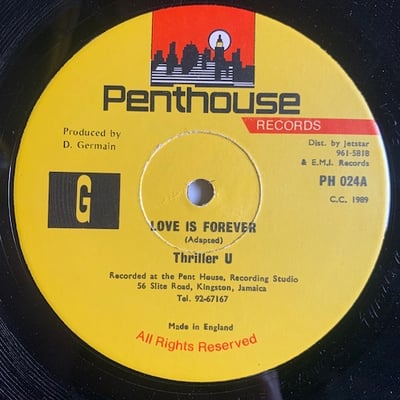 Penthouse
RECORDS
Produced by
D. Germain
Dist. by Jetstar
961-5818
& E.M.I. Records
PH 024A
C.C. 1989
G
LOVE IS FOREVER
(Adapted)
Thriller U
Recorded at the Pent House, Recording Studio
56 Slite Road, Kingston, Jamaica
Tel. 92-67167
Made in England
All Rights Reserved